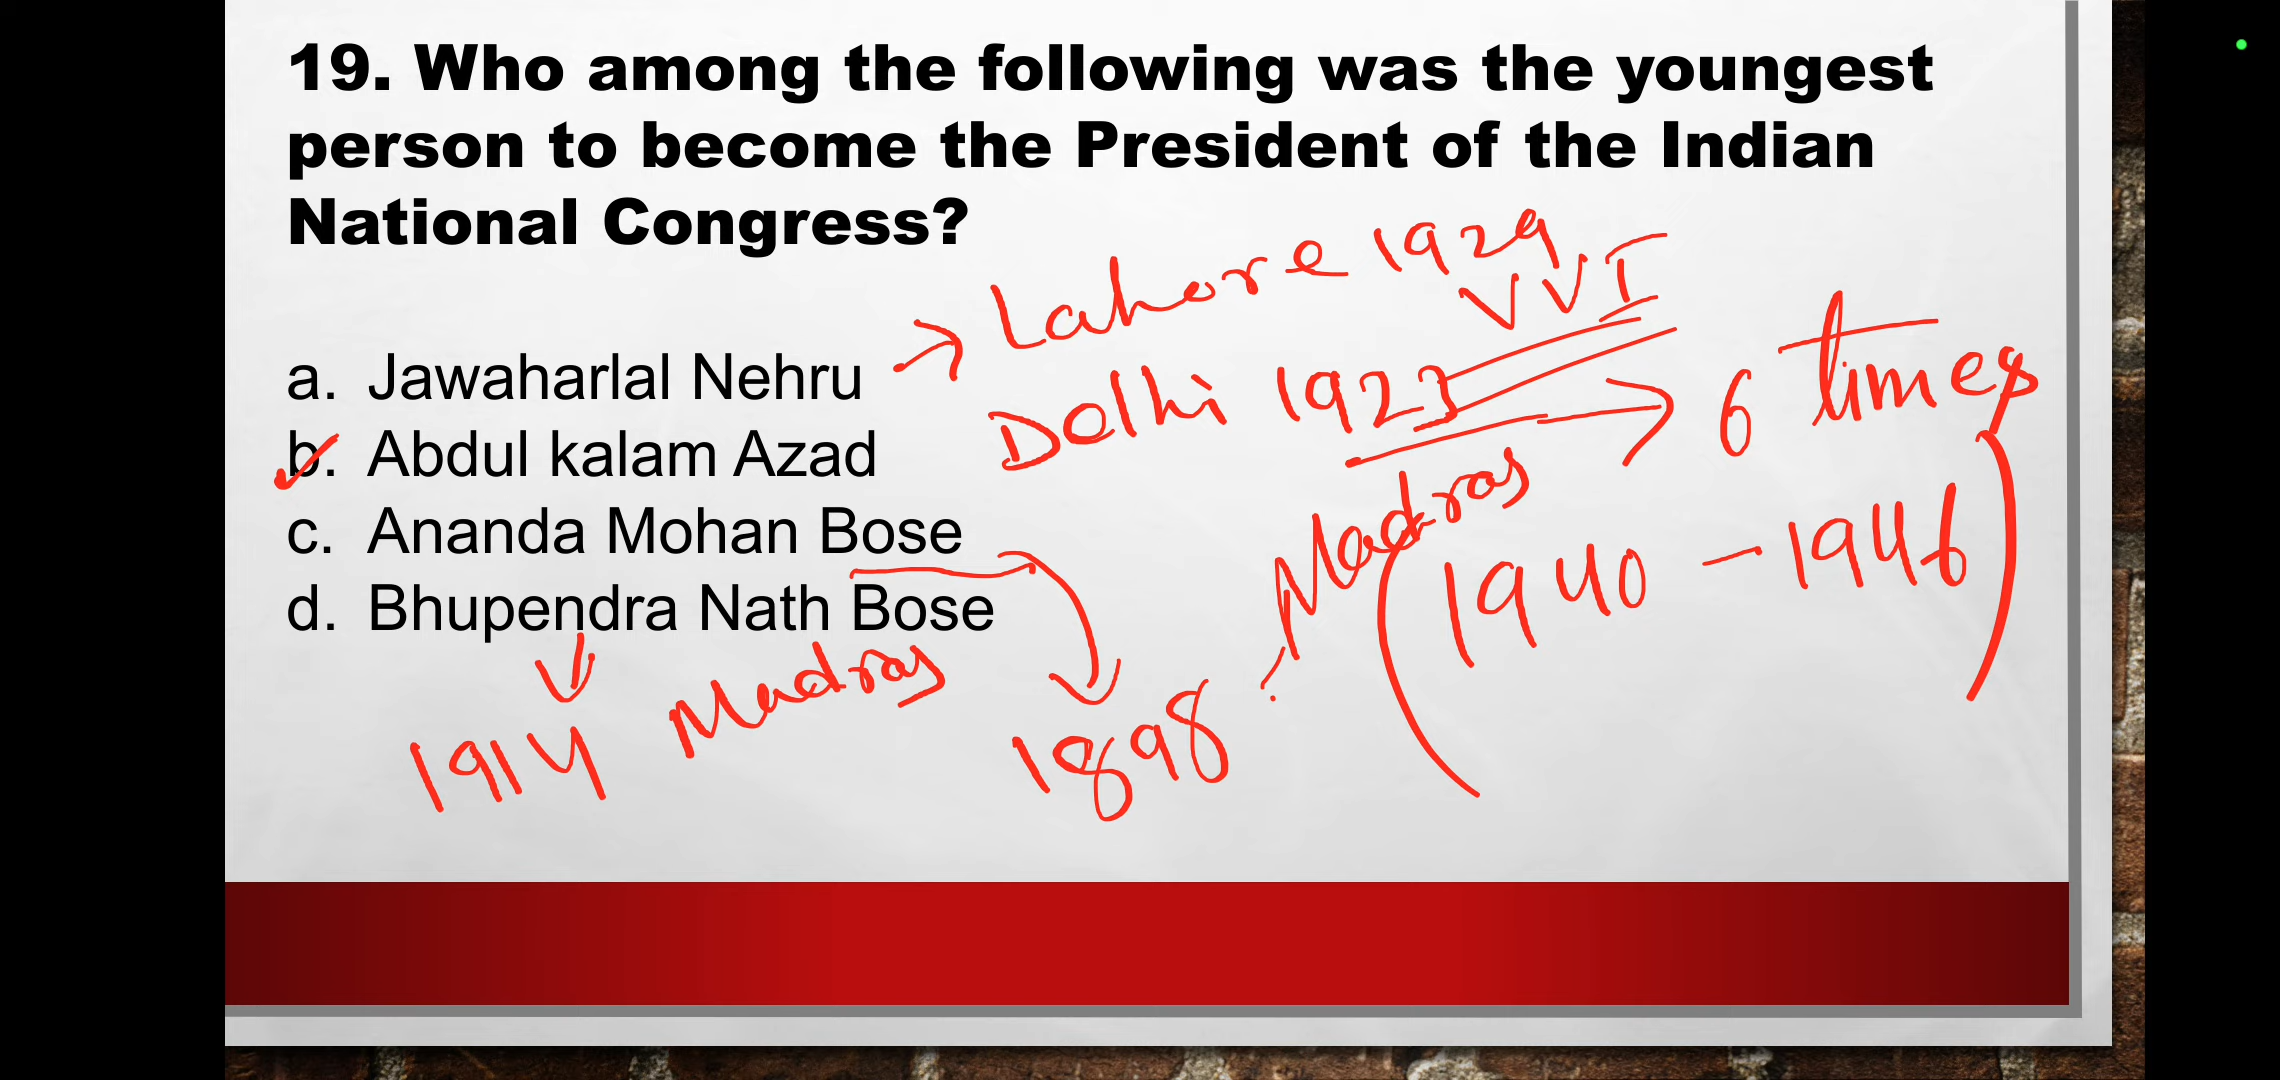 19. Who among the following was the youngest
person to become the President of the Indian
National Congress?
Lahore 1929
VVI
a. Jawaharlal Nehru
Delhi 1923
6 times
b. Abdul kalam Azad
Madras
(1940 - 1946)
c. Ananda Mohan Bose
d. Bhupendra Nath Bose
1914 Madras
1898